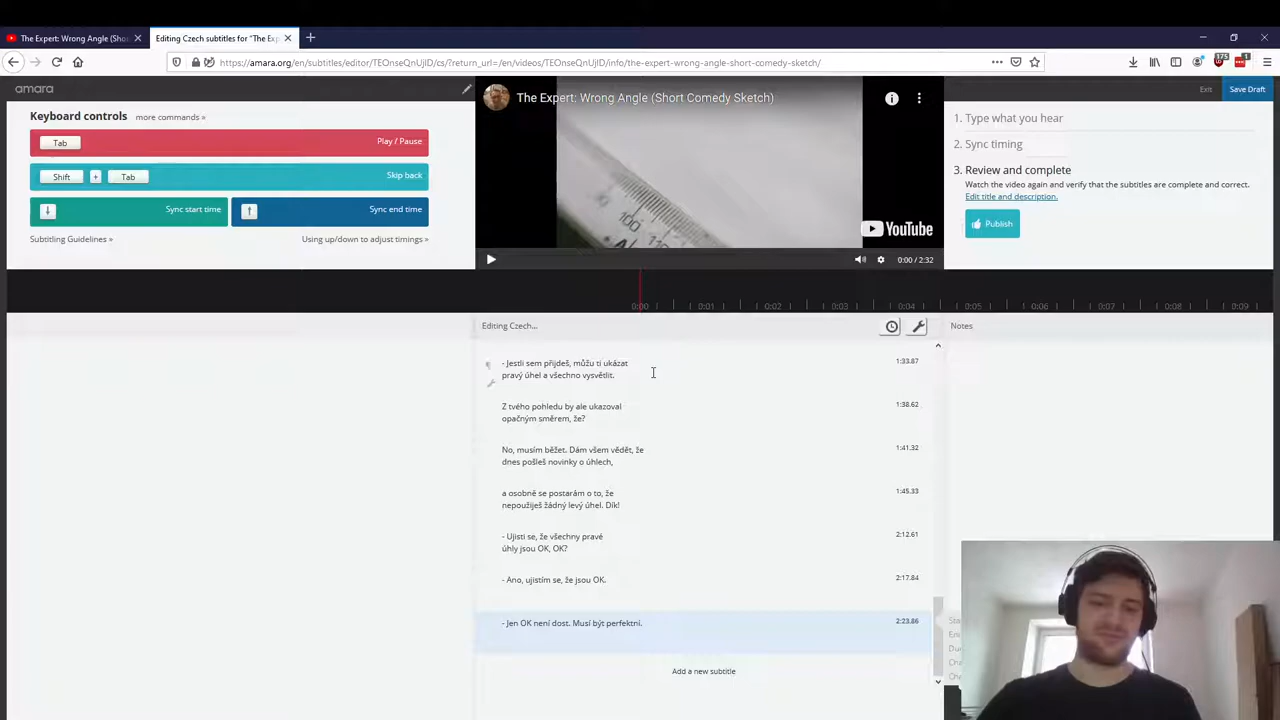 The Expert: Wrong Angle (Shor
Editing Czech subtitles for "The Exp
175
1
https://amara.org/en/subtitles/editor/TEOnseQnUjID/cs/?return_url=/en/videos/TEOnseQnUjID/info/the-expert-wrong-angle-short-comedy-sketch/
amara
Exit
Save Draft
Keyboard controls
more commands »
Tab
Play / Pause
Shift + Tab
Skip back
Sync start time
Sync end time
Subtitling Guidelines »
Using up/down to adjust timings »
The Expert: Wrong Angle (Short Comedy Sketch)
100
110
YouTube
0:00 / 2:32
1. Type what you hear
2. Sync timing
3. Review and complete
Watch the video again and verify that the subtitles are complete and correct.
Edit title and description.
Publish
0:00 0:01 0:02 0:03 0:04 0:05 0:06 0:07 0:08 0:09
Editing Czech...
Notes
- Jestli sem přijdeš, můžu ti ukázat
pravý úhel a všechno vysvětlit.
1:33.87
Z tvého pohledu by ale ukazoval
opačným směrem, že?
1:38.62
No, musím běžet. Dám všem vědět, že
dnes pošleš novinky o úhlech,
1:41.32
a osobně se postarám o to, že
nepoužiješ žádný levý úhel. Dík!
1:45.33
- Ujisti se, že všechny pravé
úhly jsou OK, OK?
2:12.61
- Ano, ujistím se, že jsou OK.
2:17.84
- Jen OK není dost. Musí být perfektní.
2:23.86
Add a new subtitle